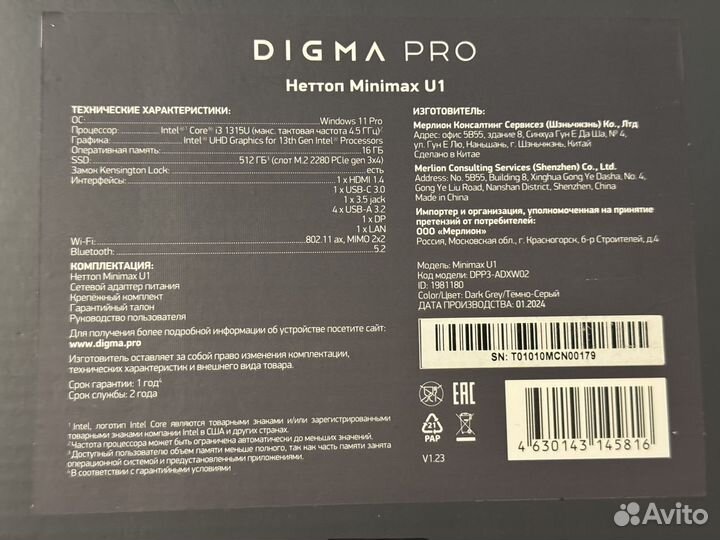 DIGMA PRO
Неттоп Minimax U1
ТЕХНИЧЕСКИЕ ХАРАКТЕРИСТИКИ:
ОС: Windows 11 Pro
Процессор: Intel®¹ Core® i3 1315U (макс. тактовая частота 4.5 ГГц)²
Графика: Intel® UHD Graphics for 13th Gen Intel® Processors
Оперативная память: 16 ГБ
SSD: 512 ГБ³ (слот M.2 2280 PCIe gen 3x4)
Замок Kensington Lock: есть
Интерфейсы: 1 x HDMI 1.4
1 x USB-C 3.0
1 x 3.5 jack
4 x USB-A 3.2
1 x DP
1 x LAN
Wi-Fi: 802.11 ax, MIMO 2x2
Bluetooth: 5.2
КОМПЛЕКТАЦИЯ:
Неттоп Minimax U1
Сетевой адаптер питания
Крепёжный комплект
Гарантийный талон
Руководство пользователя
Для получения более подробной информации об устройстве посетите сайт:
www.digma.pro
Изготовитель оставляет за собой право изменения комплектации,
технических характеристик и внешнего вида товара.
Срок гарантии: 1 год⁴
Срок службы: 2 года
¹ Intel, логотип Intel Core являются товарными знаками и/или зарегистрированными
товарными знаками компании Intel в США и других странах.
² Частота процессора может быть ограничена автоматически до меньших значений.
³ Доступный пользователю объем памяти меньше полного, так как часть памяти занята
операционной системой и предустановленными приложениями.
⁴ В соответствии с гарантийными условиями
ИЗГОТОВИТЕЛЬ:
Мерлион Консалтинг Сервисез (Шэньчжэнь) Ко., Лтд.
Адрес: офис 5B55, здание 8, Синхуа Гун Е Да Ша, № 4,
ул. Гун Е Лю, Наньшань, г. Шэньчжэнь, Китай
Сделано в Китае
Merlion Consulting Services (Shenzhen) Co., Ltd.
Address: No. 5B55, Building 8, Xinghua Gong Ye Dasha, No. 4,
Gong Ye Liu Road, Nanshan District, Shenzhen, China
Made in China
Импортер и организация, уполномоченная на принятие
претензий от потребителей:
ООО «Мерлион»
Россия, Московская обл., г. Красногорск, б-р Строителей, д.4
Модель: Minimax U1
Код модели: DPP3-ADXW02
ID: 1981180
Color/Цвет: Dark Grey/Темно-Серый
ДАТА ПРОИЗВОДСТВА: 01.2024
SN: T01010MCN00179
EAC
21
PAP
V1.23
4 630143 145816
Avito